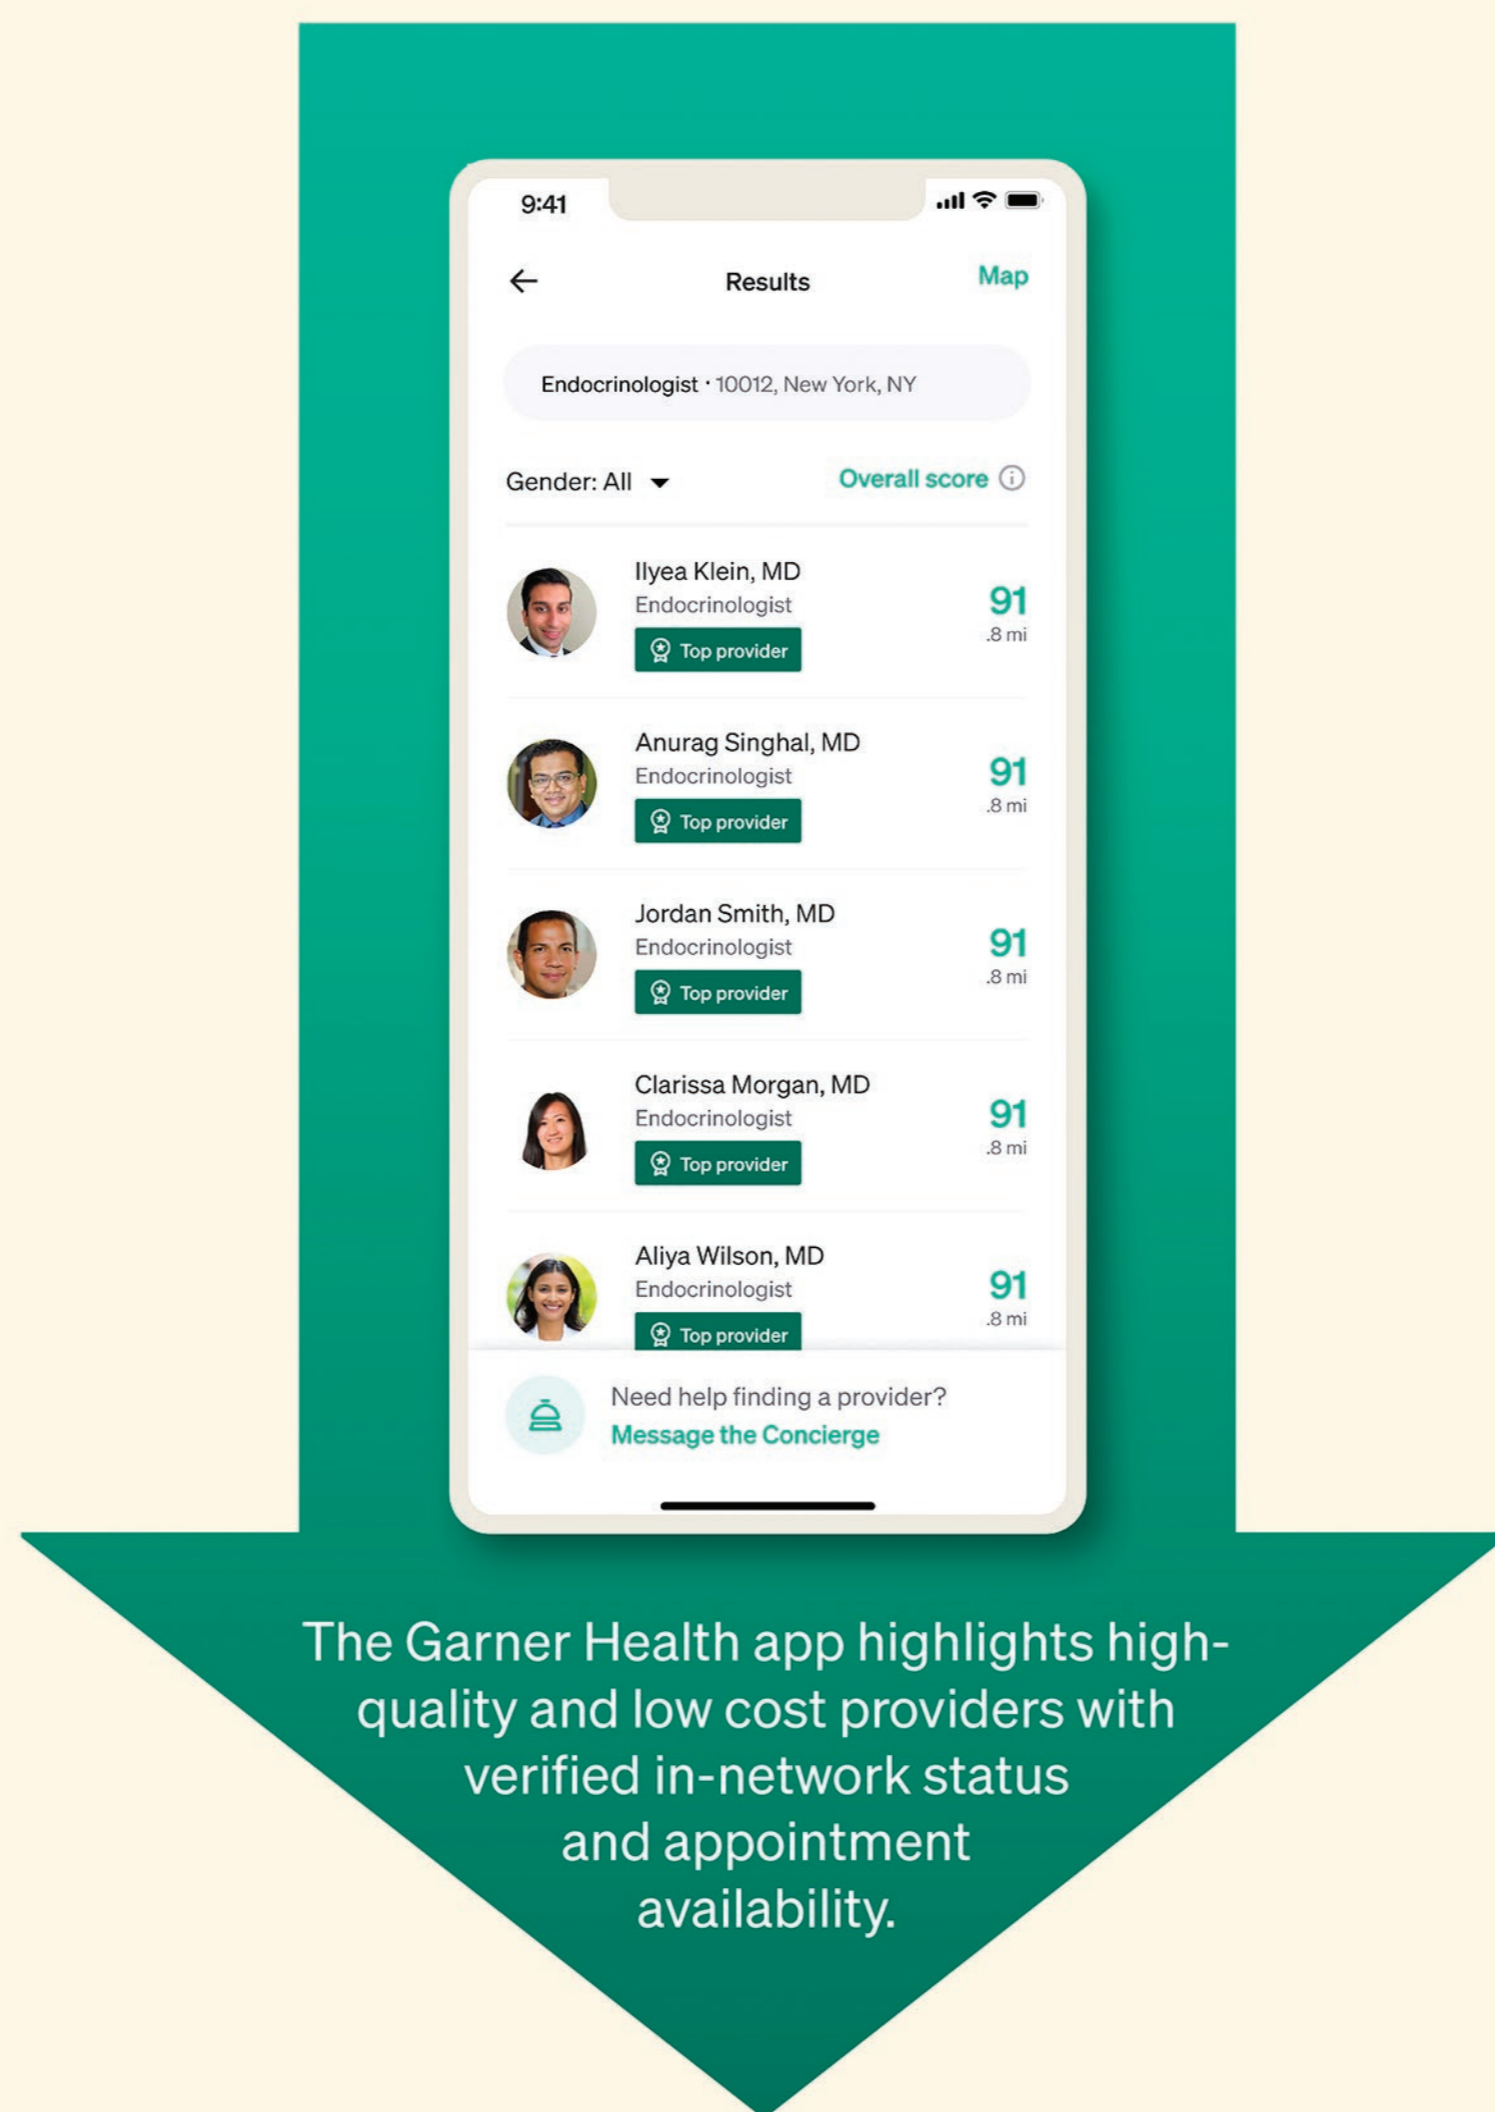 9:41
← Results Map
Endocrinologist · 10012, New York, NY
Gender: All Overall score
Ilyea Klein, MD
Endocrinologist
91
.8 mi
Top provider
Anurag Singhal, MD
Endocrinologist
91
.8 mi
Top provider
Jordan Smith, MD
Endocrinologist
91
.8 mi
Top provider
Clarissa Morgan, MD
Endocrinologist
91
.8 mi
Top provider
Aliya Wilson, MD
Endocrinologist
91
.8 mi
Top provider
Need help finding a provider?
Message the Concierge
The Garner Health app highlights high-
quality and low cost providers with
verified in-network status
and appointment
availability.